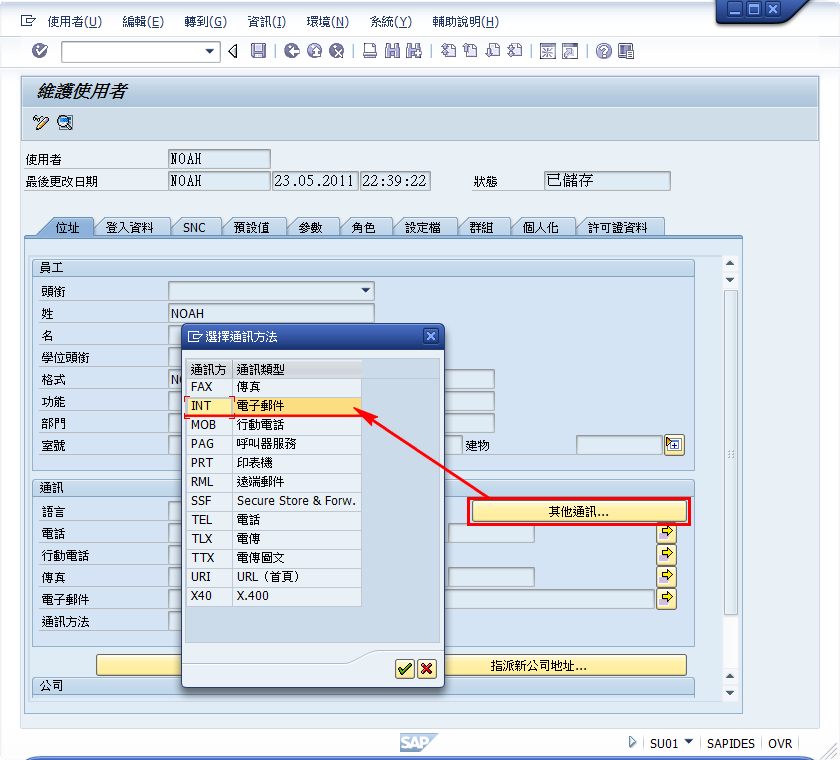 使用者(U) 編輯(E) 轉到(G) 資訊(I) 環境(N) 系統(Y) 輔助說明(H)
維護使用者
使用者 NOAH
最後更改日期 NOAH 23.05.2011 22:39:22 狀態 已儲存
位址 登入資料 SNC 預設值 參數 角色 設定檔 群組 個人化 許可證資料
員工
頭銜
姓 NOAH
名
學位頭銜
格式 NO
功能
部門
室號 建物
選擇通訊方法
通訊方 通訊類型
FAX 傳真
INT 電子郵件
MOB 行動電話
PAG 呼叫器服務
PRT 印表機
RML 遠端郵件
SSF Secure Store & Forw.
TEL 電話
TLX 電傳
TTX 電傳圖文
URI URL（首頁）
X40 X.400
通訊
語言 其他通訊...
電話
行動電話
傳真
電子郵件
通訊方法
指派新公司地址...
公司
SAP
SU01 SAPIDES OVR